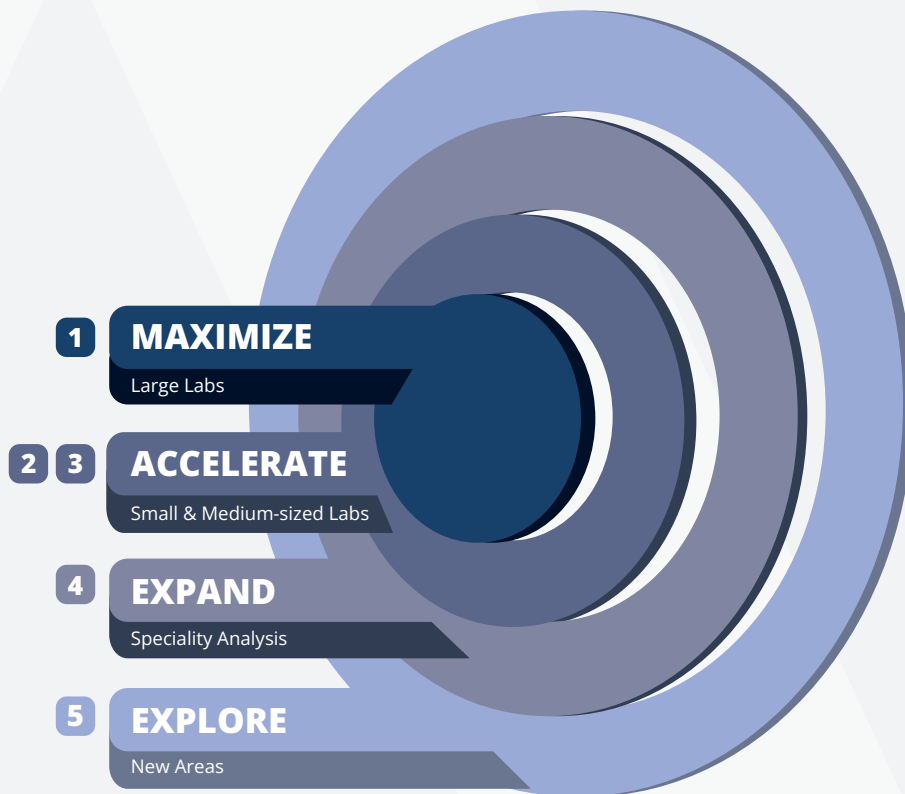 1 MAXIMIZE
Large Labs
2 3 ACCELERATE
Small & Medium-sized Labs
4 EXPAND
Speciality Analysis
5 EXPLORE
New Areas